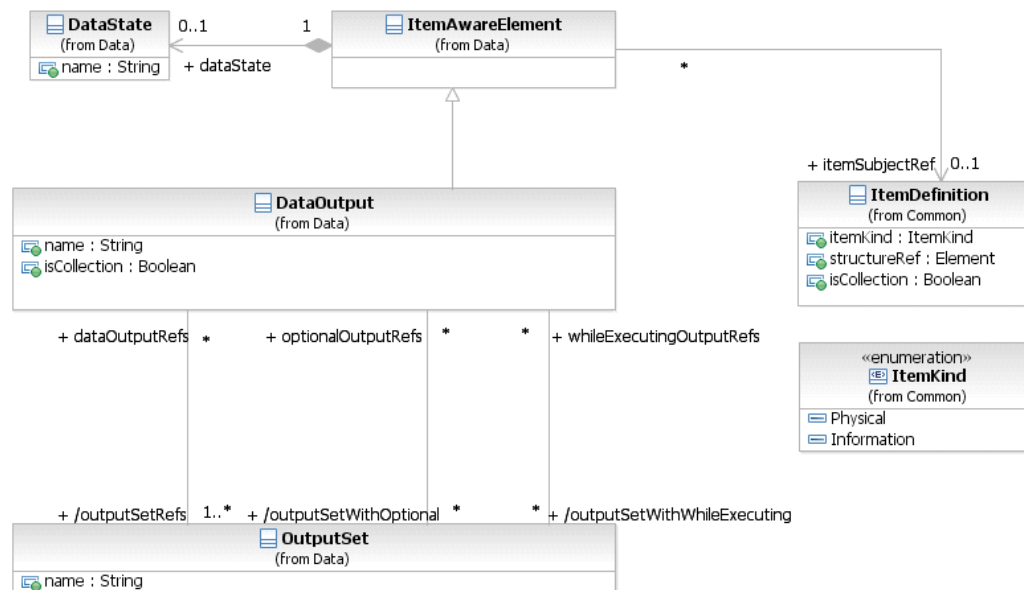 DataState
(from Data)
name : String
0..1
1
+ dataState
ItemAwareElement
(from Data)
*
+ itemSubjectRef
0..1
ItemDefinition
(from Common)
itemKind : ItemKind
structureRef : Element
isCollection : Boolean
DataOutput
(from Data)
name : String
isCollection : Boolean
+ dataOutputRefs
*
+ optionalOutputRefs
*
*
+ whileExecutingOutputRefs
«enumeration»
<E> ItemKind
(from Common)
Physical
Information
+ /outputSetRefs
1..*
+ /outputSetWithOptional
*
*
+ /outputSetWithWhileExecuting
OutputSet
(from Data)
name : String